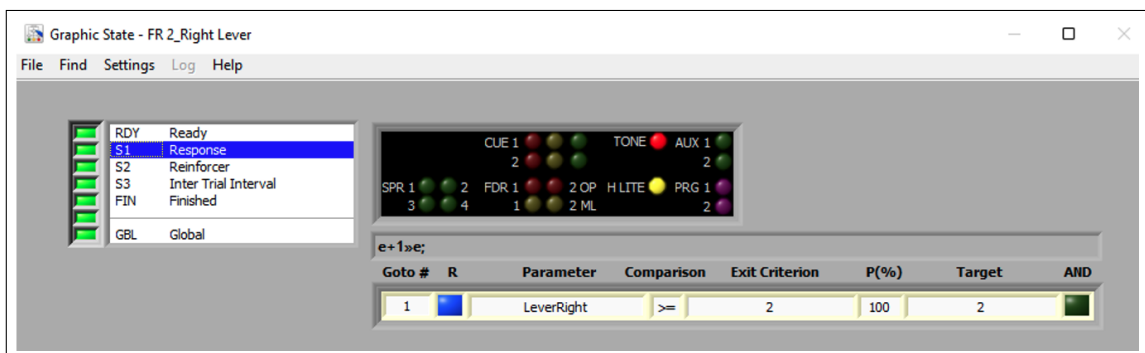 Graphic State - FR 2_Right Lever
File Find Settings Log Help
RDY Ready
S1 Response
S2 Reinforcer
S3 Inter Trial Interval
FIN Finished
GBL Global
CUE 1 TONE AUX 1
2 2
SPR 1 2 FDR 1 2 OP H LITE PRG 1
3 4 1 2 ML 2
e+1»e;
Goto # R Parameter Comparison Exit Criterion P(%) Target AND
1 LeverRight >= 2 100 2